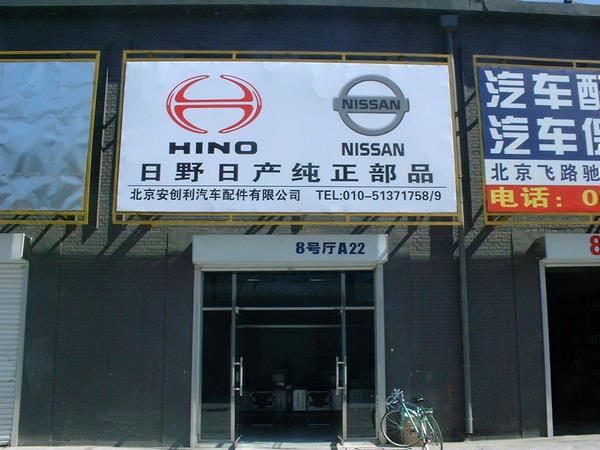 HINO
NISSAN
NISSAN
日野日产纯正部品
北京安创利汽车配件有限公司 TEL:010-51371758/9
8号厅A22
汽车配
汽车保
北京飞路驰
电话：0
8